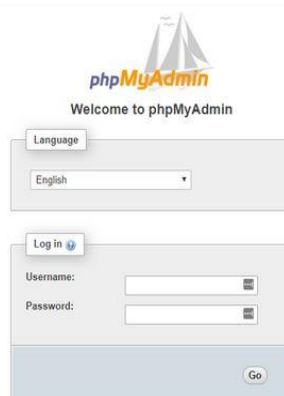 phpMyAdmin
Welcome to phpMyAdmin
Language
English
Log in
Username:
Password:
Go